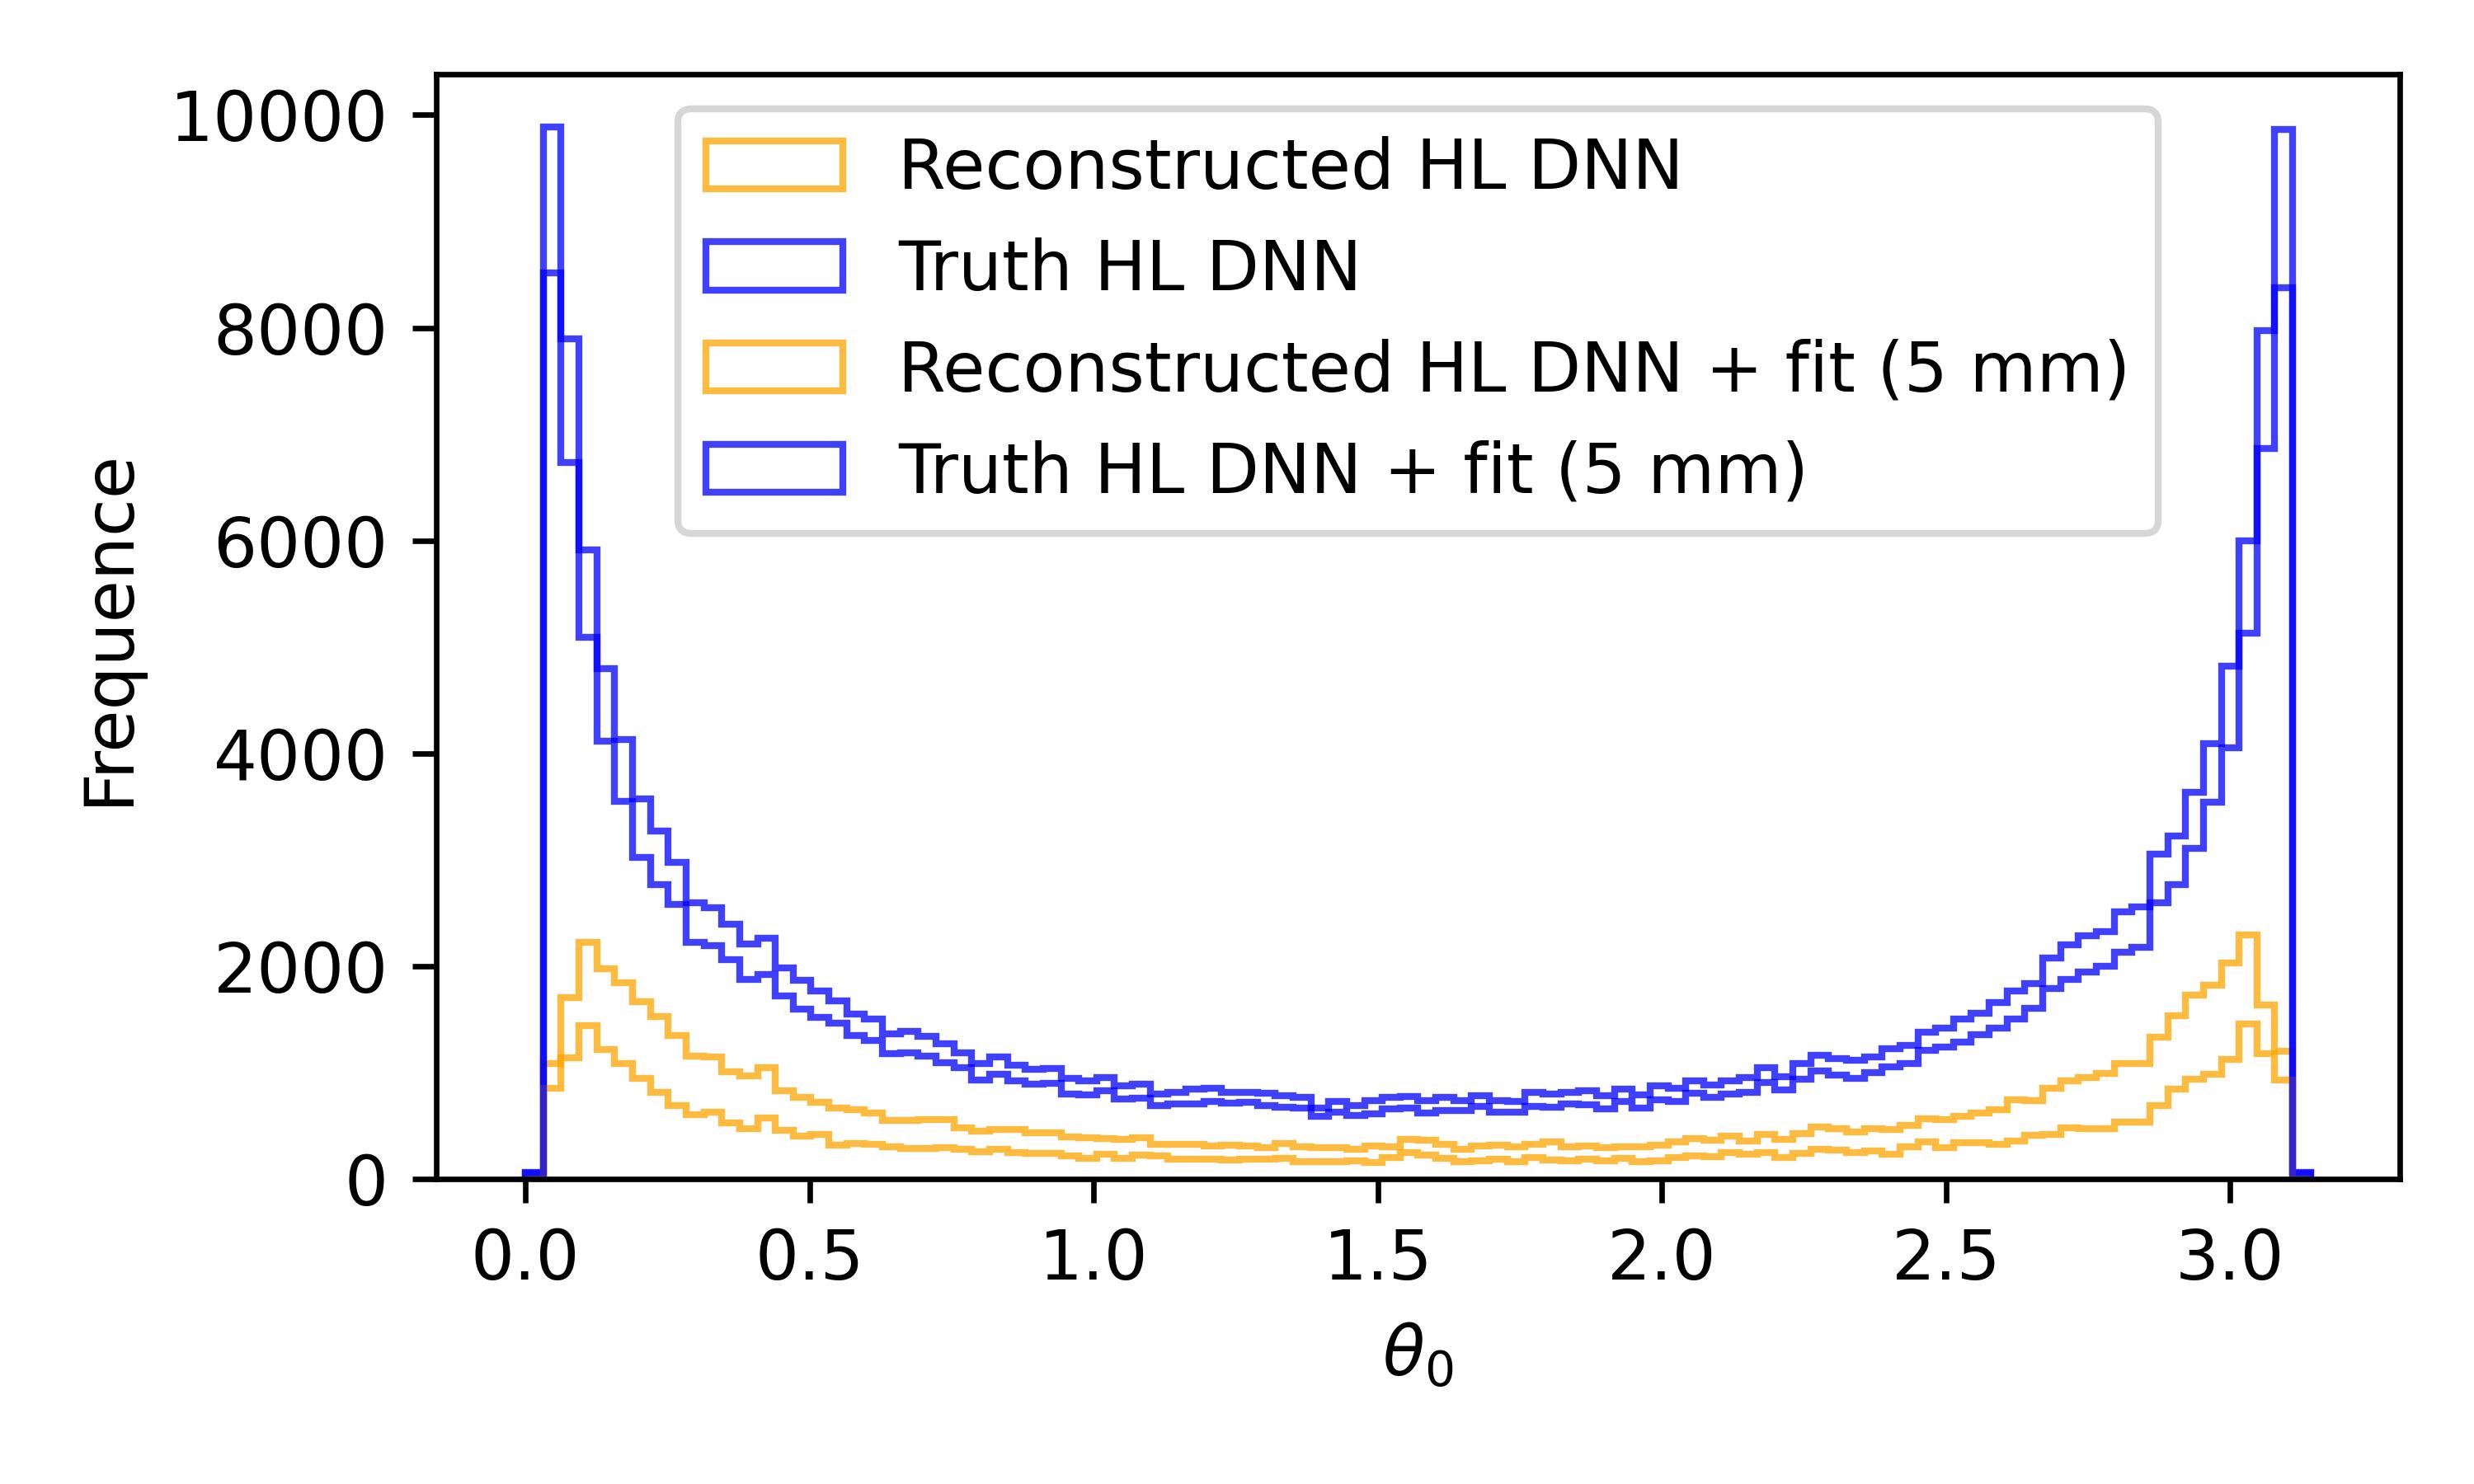 Reconstructed HL DNN
Truth HL DNN
Reconstructed HL DNN + fit (5 mm)
Truth HL DNN + fit (5 mm)
Frequence
10000
8000
6000
4000
2000
0
0.0 0.5 1.0 1.5 2.0 2.5 3.0
θ₀